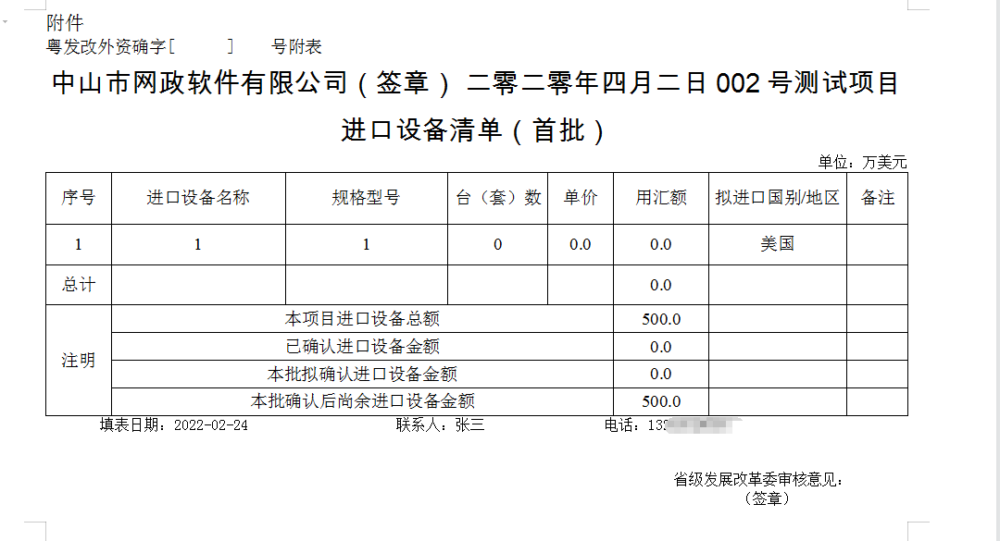 附件
粤发改外资确字[ ] 号附表
中山市网政软件有限公司（签章） 二零二零年四月二日 002 号测试项目
进口设备清单（首批）
单位：万美元
序号 进口设备名称 规格型号 台（套）数 单价 用汇额 拟进口国别/地区 备注
1 1 1 0 0.0 0.0 美国
总计 0.0
注明
本项目进口设备总额 500.0
已确认进口设备金额 0.0
本批拟确认进口设备金额 0.0
本批确认后尚余进口设备金额 500.0
填表日期：2022-02-24 联系人：张三 电话：13
省级发展改革委审核意见：
（签章）